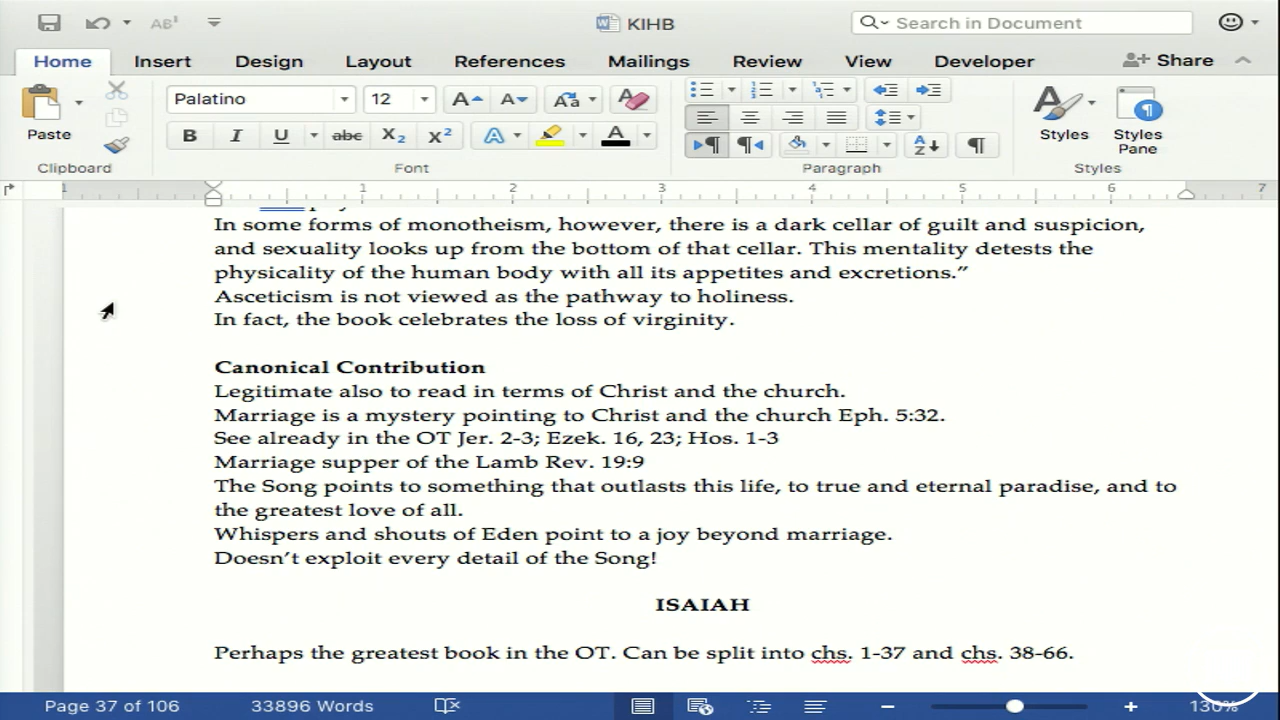 KIHB
Search in Document
Home Insert Design Layout References Mailings Review View Developer Share
Palatino 12 A A Aa A
Paste B I U abc X2 X2 A A Styles Styles Pane
Clipboard Font Paragraph Styles
1 1 2 3 4 5 6 7
In some forms of monotheism, however, there is a dark cellar of guilt and suspicion,
and sexuality looks up from the bottom of that cellar. This mentality detests the
physicality of the human body with all its appetites and excretions.”
Asceticism is not viewed as the pathway to holiness.
In fact, the book celebrates the loss of virginity.
Canonical Contribution
Legitimate also to read in terms of Christ and the church.
Marriage is a mystery pointing to Christ and the church Eph. 5:32.
See already in the OT Jer. 2-3; Ezek. 16, 23; Hos. 1-3
Marriage supper of the Lamb Rev. 19:9
The Song points to something that outlasts this life, to true and eternal paradise, and to
the greatest love of all.
Whispers and shouts of Eden point to a joy beyond marriage.
Doesn’t exploit every detail of the Song!
ISAIAH
Perhaps the greatest book in the OT. Can be split into chs. 1-37 and chs. 38-66.
Page 37 of 106 33896 Words 130%